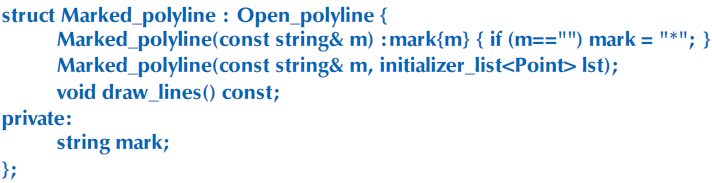 struct Marked_polyline : Open_polyline {
Marked_polyline(const string& m) :mark{m} { if (m=="") mark = "*"; }
Marked_polyline(const string& m, initializer_list<Point> lst);
void draw_lines() const;
private:
string mark;
};